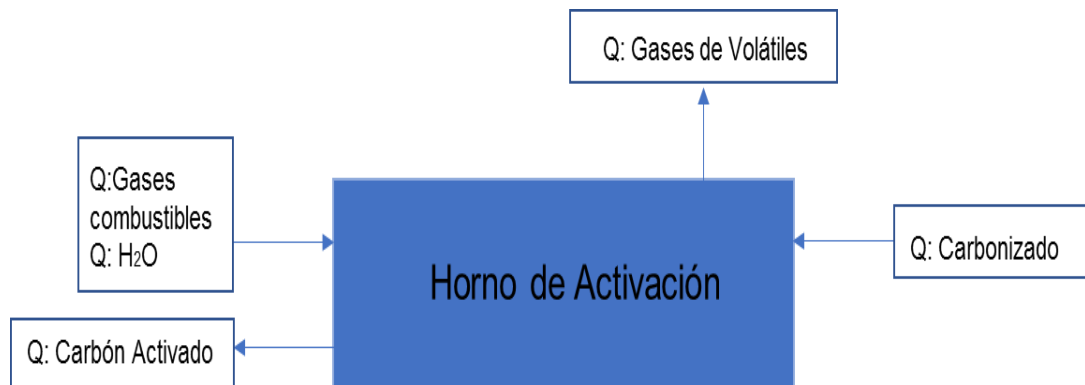 Q: Gases de Volátiles
Q:Gases
combustibles
Q: H₂O
Q: Carbonizado
Horno de Activación
Q: Carbón Activado